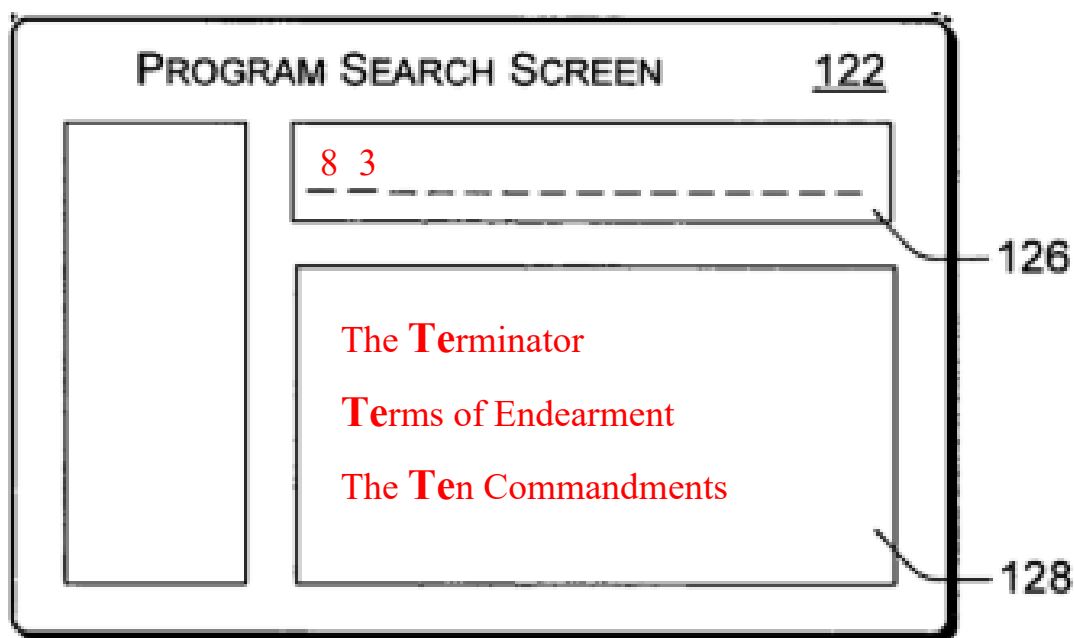 PROGRAM SEARCH SCREEN 122
8 3
126
The Terminator
Terms of Endearment
The Ten Commandments
128